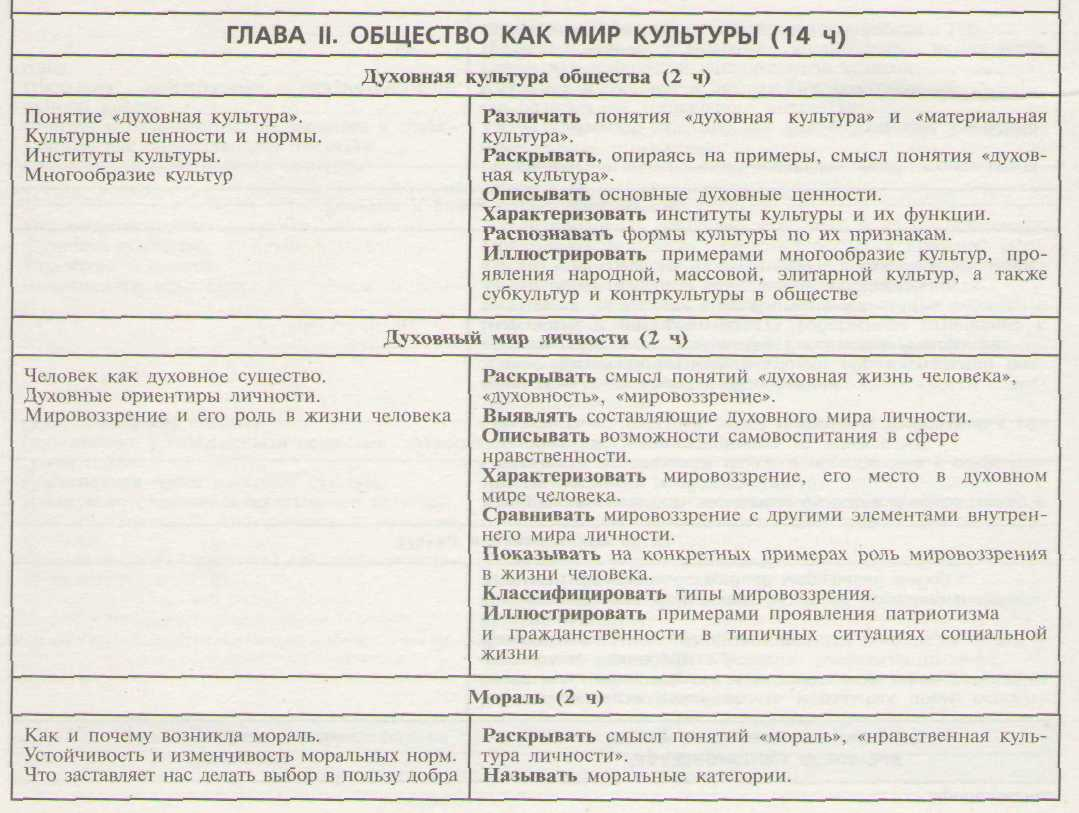 ГЛАВА II. ОБЩЕСТВО КАК МИР КУЛЬТУРЫ (14 ч)
Духовная культура общества (2 ч)
Понятие «духовная культура».
Культурные ценности и нормы.
Институты культуры.
Многообразие культур
Различать понятия «духовная культура» и «материальная
культура».
Раскрывать, опираясь на примеры, смысл понятия «духов-
ная культура».
Описывать основные духовные ценности.
Характеризовать институты культуры и их функции.
Распознавать формы культуры по их признакам.
Иллюстрировать примерами многообразие культур, про-
явления народной, массовой, элитарной культур, а также
субкультур и контркультуры в обществе
Духовный мир личности (2 ч)
Человек как духовное существо.
Духовные ориентиры личности.
Мировоззрение и его роль в жизни человека
Раскрывать смысл понятий «духовная жизнь человека»,
«духовность», «мировоззрение».
Выявлять составляющие духовного мира личности.
Описывать возможности самовоспитания в сфере
нравственности.
Характеризовать мировоззрение, его место в духовном
мире человека.
Сравнивать мировоззрение с другими элементами внутрен-
него мира личности.
Показывать на конкретных примерах роль мировоззрения
в жизни человека.
Классифицировать типы мировоззрения.
Иллюстрировать примерами проявления патриотизма
и гражданственности в типичных ситуациях социальной
жизни
Мораль (2 ч)
Как и почему возникла мораль.
Устойчивость и изменчивость моральных норм.
Что заставляет нас делать выбор в пользу добра
Раскрывать смысл понятий «мораль», «нравственная куль-
тура личности».
Называть моральные категории.